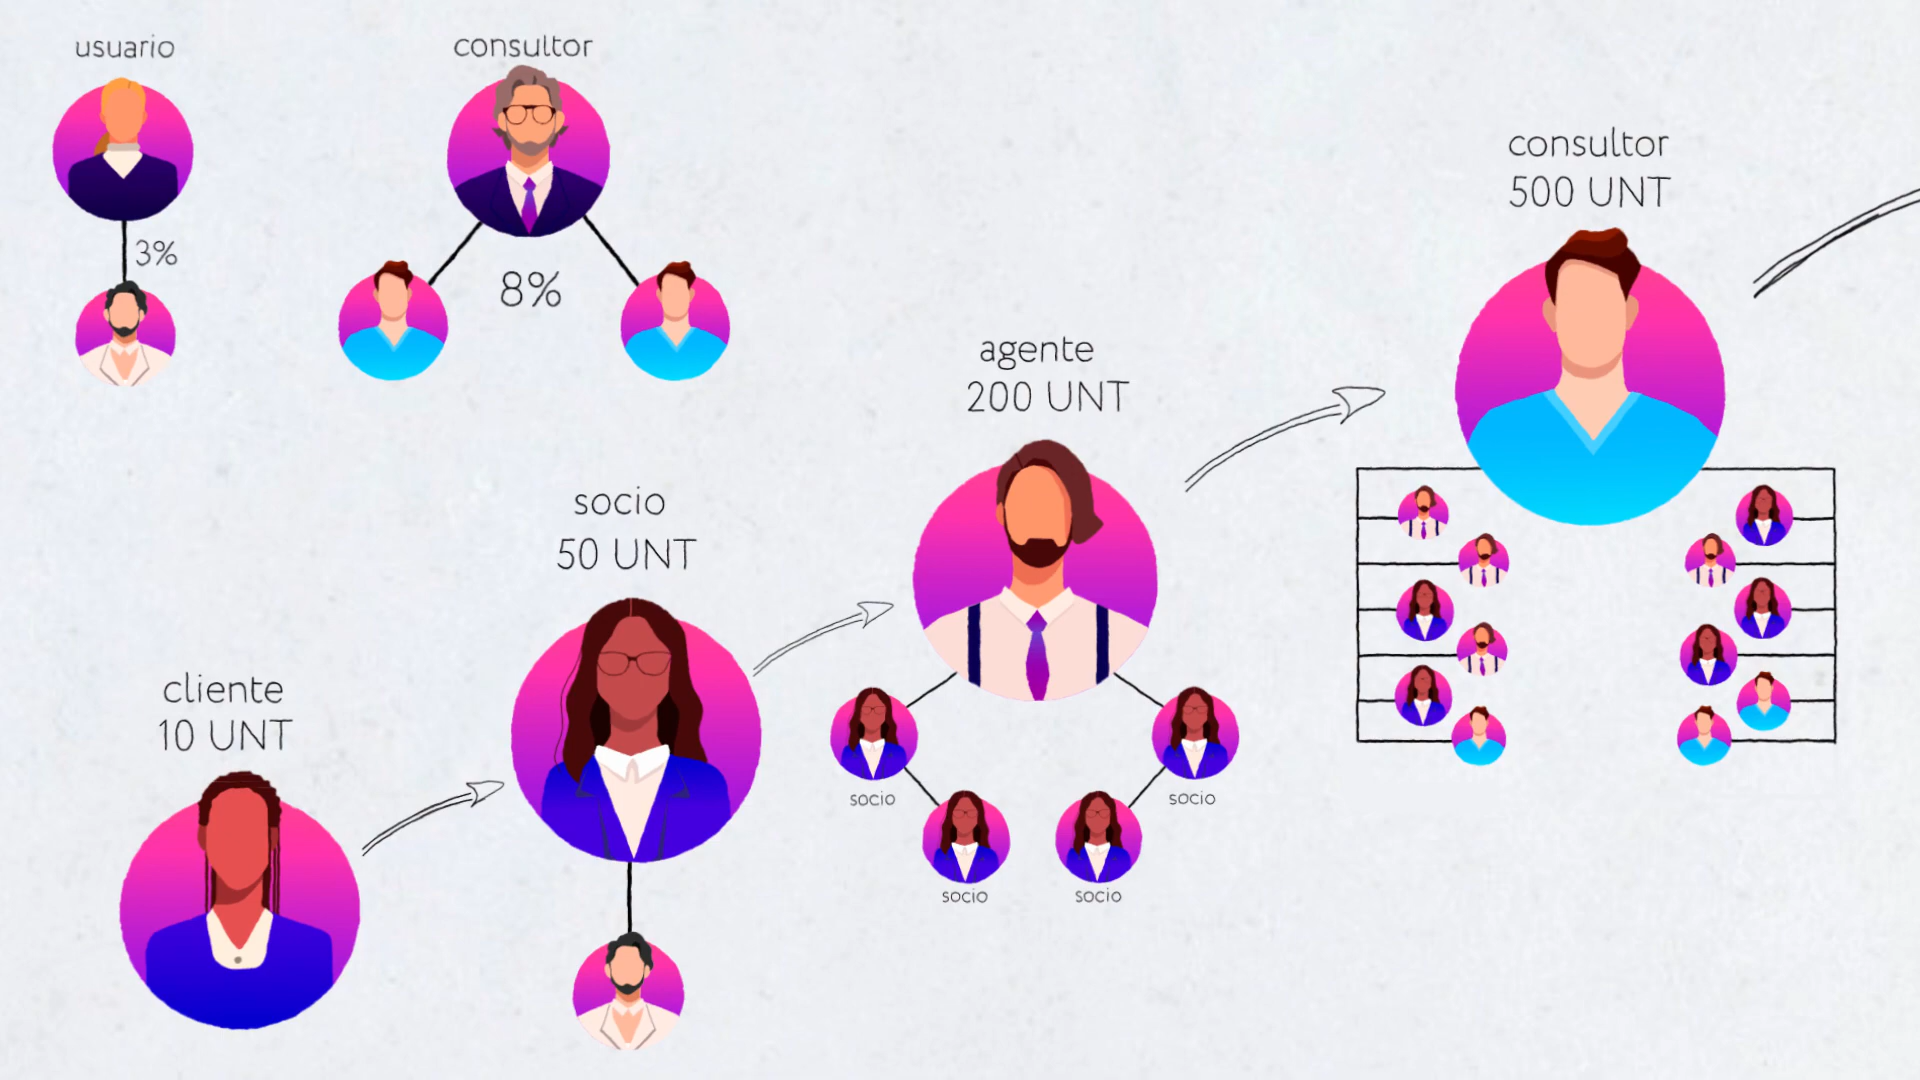 usuario
3%
consultor
8%
cliente
10 UNT
socio
50 UNT
agente
200 UNT
socio
socio
socio
socio
consultor
500 UNT